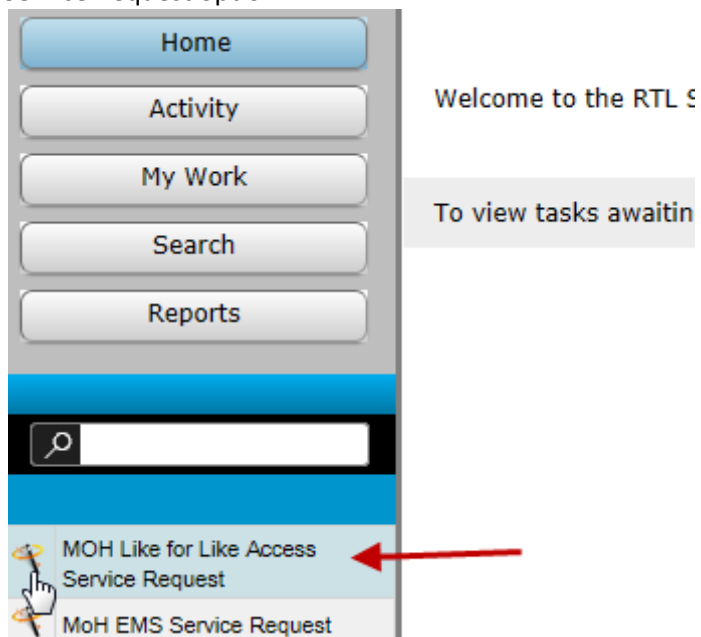 Home
Activity
Welcome to the RTL S
My Work
To view tasks awaitin
Search
Reports
MOH Like for Like Access
Service Request
MoH EMS Service Request